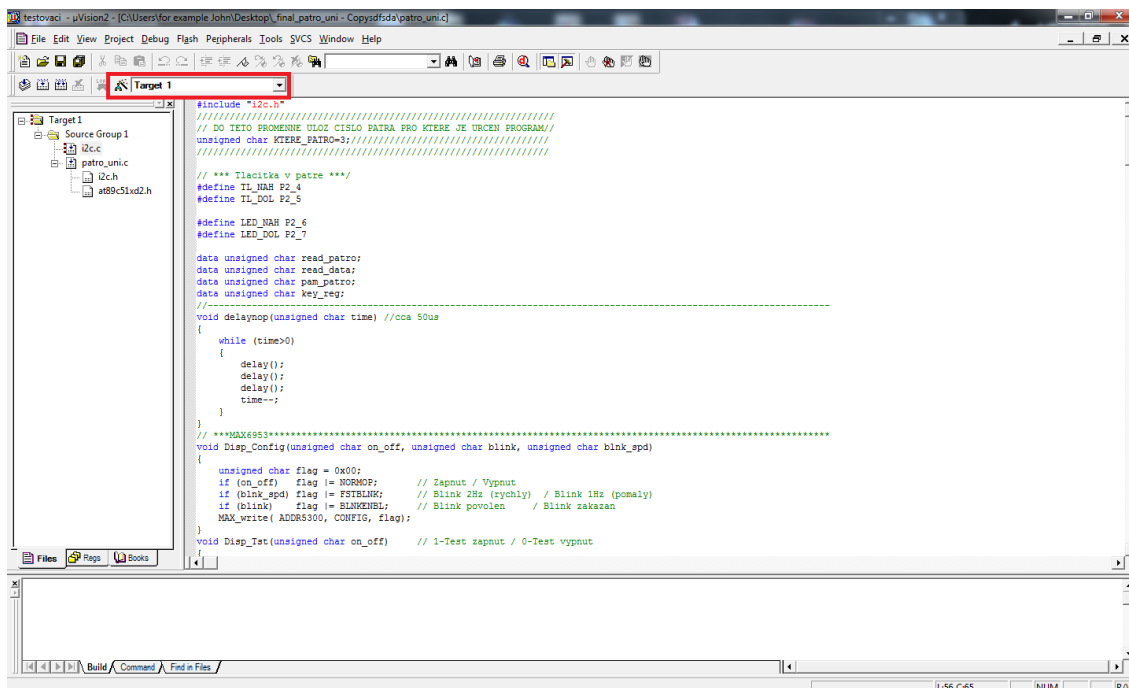 testovaci - µVision2 - [C:\Users\for example John\Desktop\_final_patro_uni - Copysdfsda\patro_uni.c]
File Edit View Project Debug Flash Peripherals Tools SVCS Window Help
Target 1
Target 1
Source Group 1
i2c.c
patro_uni.c
i2c.h
at89c51xd2.h
Files Regs Books
#include "i2c.h"
/////////////////////////////////////////////////////////////////
// DO TETO PROMENNE ULOZ CISLO PATRA PRO KTERE JE URCEN PROGRAM//
unsigned char KTERE_PATRO=3;////////////////////////////////////
////////////////////////////////////////////////////////////////
// *** Tlacitka v patre ***/
#define TL_NAH P2_4
#define TL_DOL P2_5
#define LED_NAH P2_6
#define LED_DOL P2_7
data unsigned char read_patro;
data unsigned char read_data;
data unsigned char pam_patro;
data unsigned char key_reg;
//-----------------------------------------------------------------------------------------------------------------
void delaynop(unsigned char time) //cca 50us
{
while (time>0)
{
delay();
delay();
delay();
time--;
}
}
// ***MAX6953******************************************************************************************************
void Disp_Config(unsigned char on_off, unsigned char blink, unsigned char blnk_spd)
{
unsigned char flag = 0x00;
if (on_off) flag |= NORMOP; // Zapnut / Vypnut
if (blnk_spd) flag |= FSTBLNK; // Blink 2Hz (rychly) / Blink 1Hz (pomaly)
if (blink) flag |= BLNKENBL; // Blink povolen / Blink zakazan
MAX_write( ADDR5300, CONFIG, flag);
}
void Disp_Tst(unsigned char on_off) // 1-Test zapnut / 0-Test vypnut
{
Build Command Find in Files
L:56 C:65 NUM R/